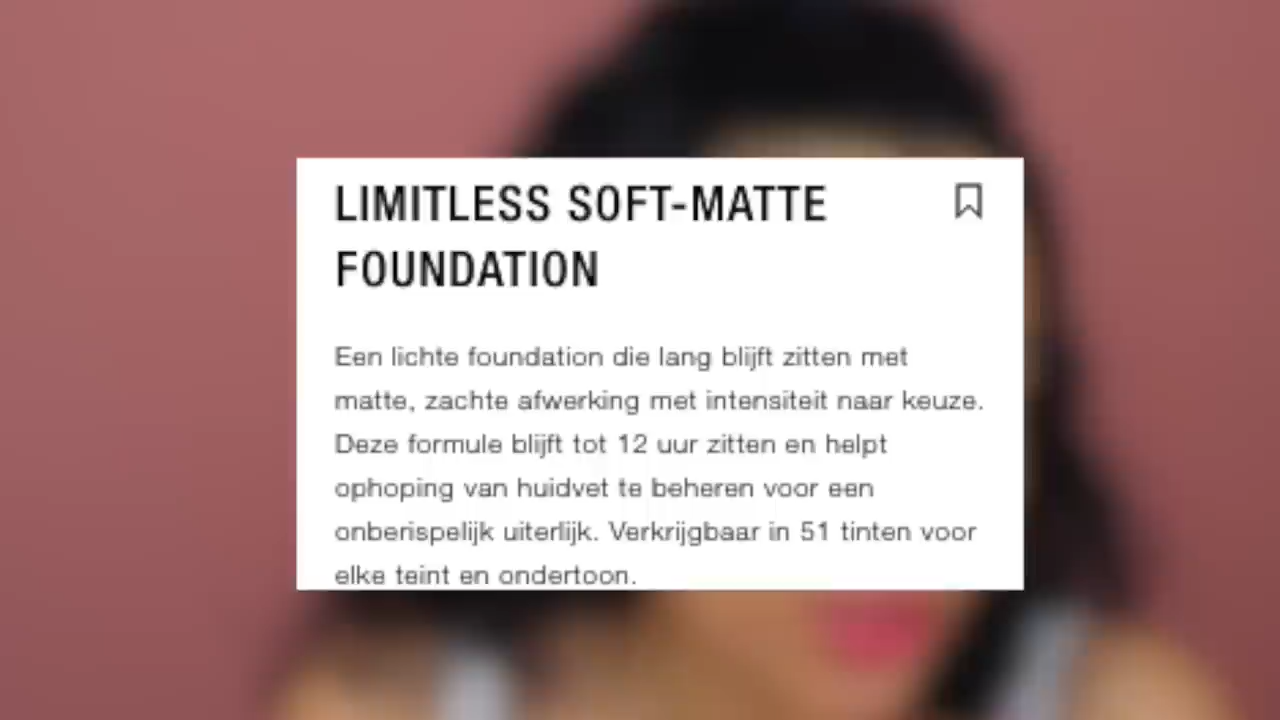 LIMITLESS SOFT-MATTE
FOUNDATION
Een lichte foundation die lang blijft zitten met
matte, zachte afwerking met intensiteit naar keuze.
Deze formule blijft tot 12 uur zitten en helpt
ophoping van huidvet te beheren voor een
onberispelijk uiterlijk. Verkrijgbaar in 51 tinten voor
elke teint en ondertoon.